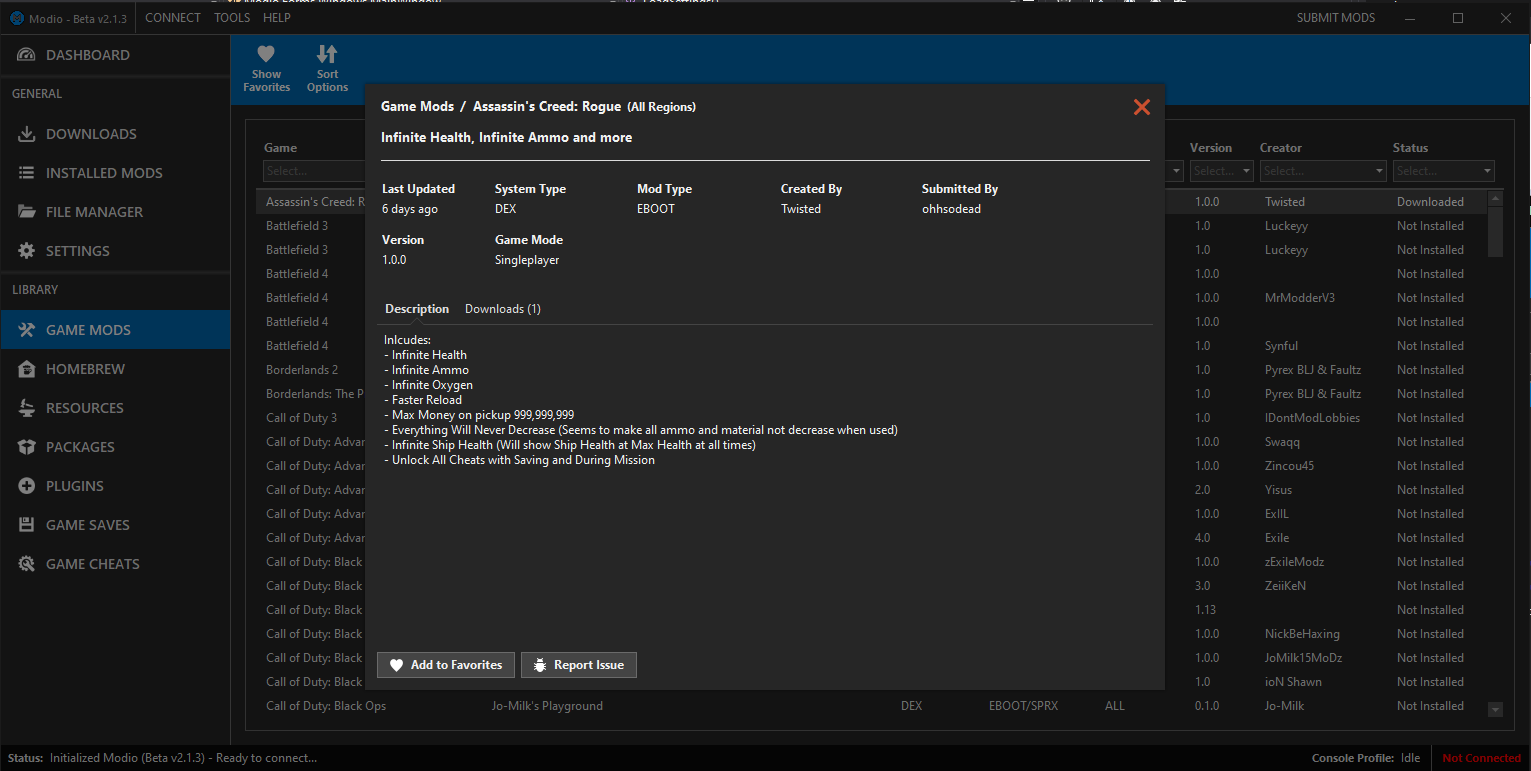 Modio - Beta v2.1.3 CONNECT TOOLS HELP SUBMIT MODS
DASHBOARD
GENERAL
DOWNLOADS
INSTALLED MODS
FILE MANAGER
SETTINGS
LIBRARY
GAME MODS
HOMEBREW
RESOURCES
PACKAGES
PLUGINS
GAME SAVES
GAME CHEATS
Show Favorites
Sort Options
Game Mods / Assassin's Creed: Rogue (All Regions)
Infinite Health, Infinite Ammo and more
Last Updated System Type Mod Type Created By Submitted By
6 days ago DEX EBOOT Twisted ohhsodead
Version Game Mode
1.0.0 Singleplayer
Description Downloads (1)
Inlcudes:
- Infinite Health
- Infinite Ammo
- Infinite Oxygen
- Faster Reload
- Max Money on pickup 999,999,999
- Everything Will Never Decrease (Seems to make all ammo and material not decrease when used)
- Infinite Ship Health (Will show Ship Health at Max Health at all times)
- Unlock All Cheats with Saving and During Mission
Add to Favorites Report Issue
Game Version Creator Status
Select... Select... Select... Select...
Assassin's Creed: R 1.0.0 Twisted Downloaded
Battlefield 3 1.0 Luckeyy Not Installed
Battlefield 3 1.0 Luckeyy Not Installed
Battlefield 4 1.0.0 Not Installed
Battlefield 4 1.0.0 MrModderV3 Not Installed
Battlefield 4 1.0.0 Not Installed
Battlefield 4 1.0 Synful Not Installed
Borderlands 2 1.0 Pyrex BLJ & Faultz Not Installed
Borderlands: The P 1.0 Pyrex BLJ & Faultz Not Installed
Call of Duty 3 1.0 IDontModLobbies Not Installed
Call of Duty: Advar 1.0.0 Swaqq Not Installed
Call of Duty: Advar 1.0.0 Zincou45 Not Installed
Call of Duty: Advar 2.0 Yisus Not Installed
Call of Duty: Advar 1.0.0 ExIIL Not Installed
Call of Duty: Advar 4.0 Exile Not Installed
Call of Duty: Black 1.0.0 zExileModz Not Installed
Call of Duty: Black 3.0 ZeiiKeN Not Installed
Call of Duty: Black 1.13 Not Installed
Call of Duty: Black 1.0.0 NickBeHaxing Not Installed
Call of Duty: Black 1.0.0 JoMilk15MoDz Not Installed
Call of Duty: Black 1.0 ioN Shawn Not Installed
Call of Duty: Black Ops Jo-Milk's Playground DEX EBOOT/SPRX ALL 0.1.0 Jo-Milk Not Installed
Status: Initialized Modio (Beta v2.1.3) - Ready to connect... Console Profile: Idle Not Connected